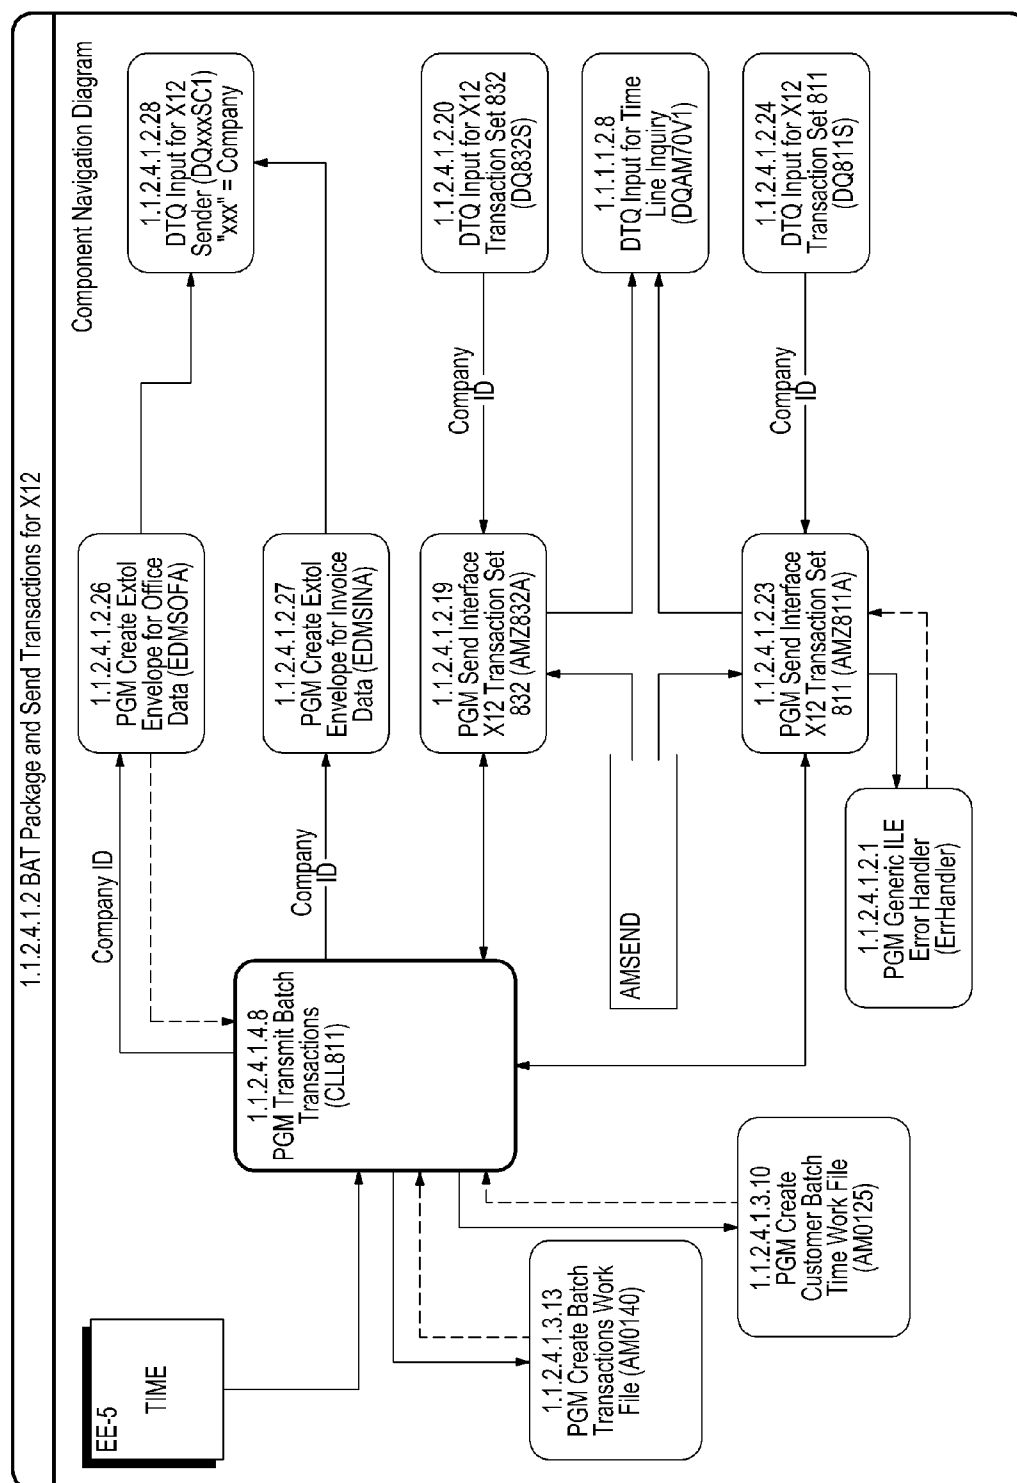 1.1.2.4.1.2 BAT Package and Send Transactions for X12
Component Navigation Diagram
EE-5
TIME
1.1.2.4.1.3.13
PGM Create Batch
Transactions Work
File (AM0140)
1.1.2.4.1.3.10
PGM Create
Customer Batch
Time Work File
(AM0125)
1.1.2.4.1.4.8
PGM Transmit Batch
Transactions
(CLL811)
Company ID
Company
ID
AMSEND
1.1.2.4.1.2.1
PGM Generic ILE
Error Handler
(ErrHandler)
1.1.2.4.1.2.26
PGM Create Extol
Envelope for Office
Data (EDMSOFA)
1.1.2.4.1.2.27
PGM Create Extol
Envelope for Invoice
Data (EDMSINA)
1.1.2.4.1.2.19
PGM Send Interface
X12 Transaction Set
832 (AMZ832A)
1.1.2.4.1.2.23
PGM Send Interface
X12 Transaction Set
811 (AMZ811A)
Company
ID
Company
ID
1.1.2.4.1.2.28
DTQ Input for X12
Sender (DQxxxSC1)
"xxx" = Company
1.1.2.4.1.2.20
DTQ Input for X12
Transaction Set 832
(DQ832S)
1.1.1.1.2.8
DTQ Input for Time
Line Inquiry
(DQAM70V1)
1.1.2.4.1.2.24
DTQ Input for X12
Transaction Set 811
(DQ811S)